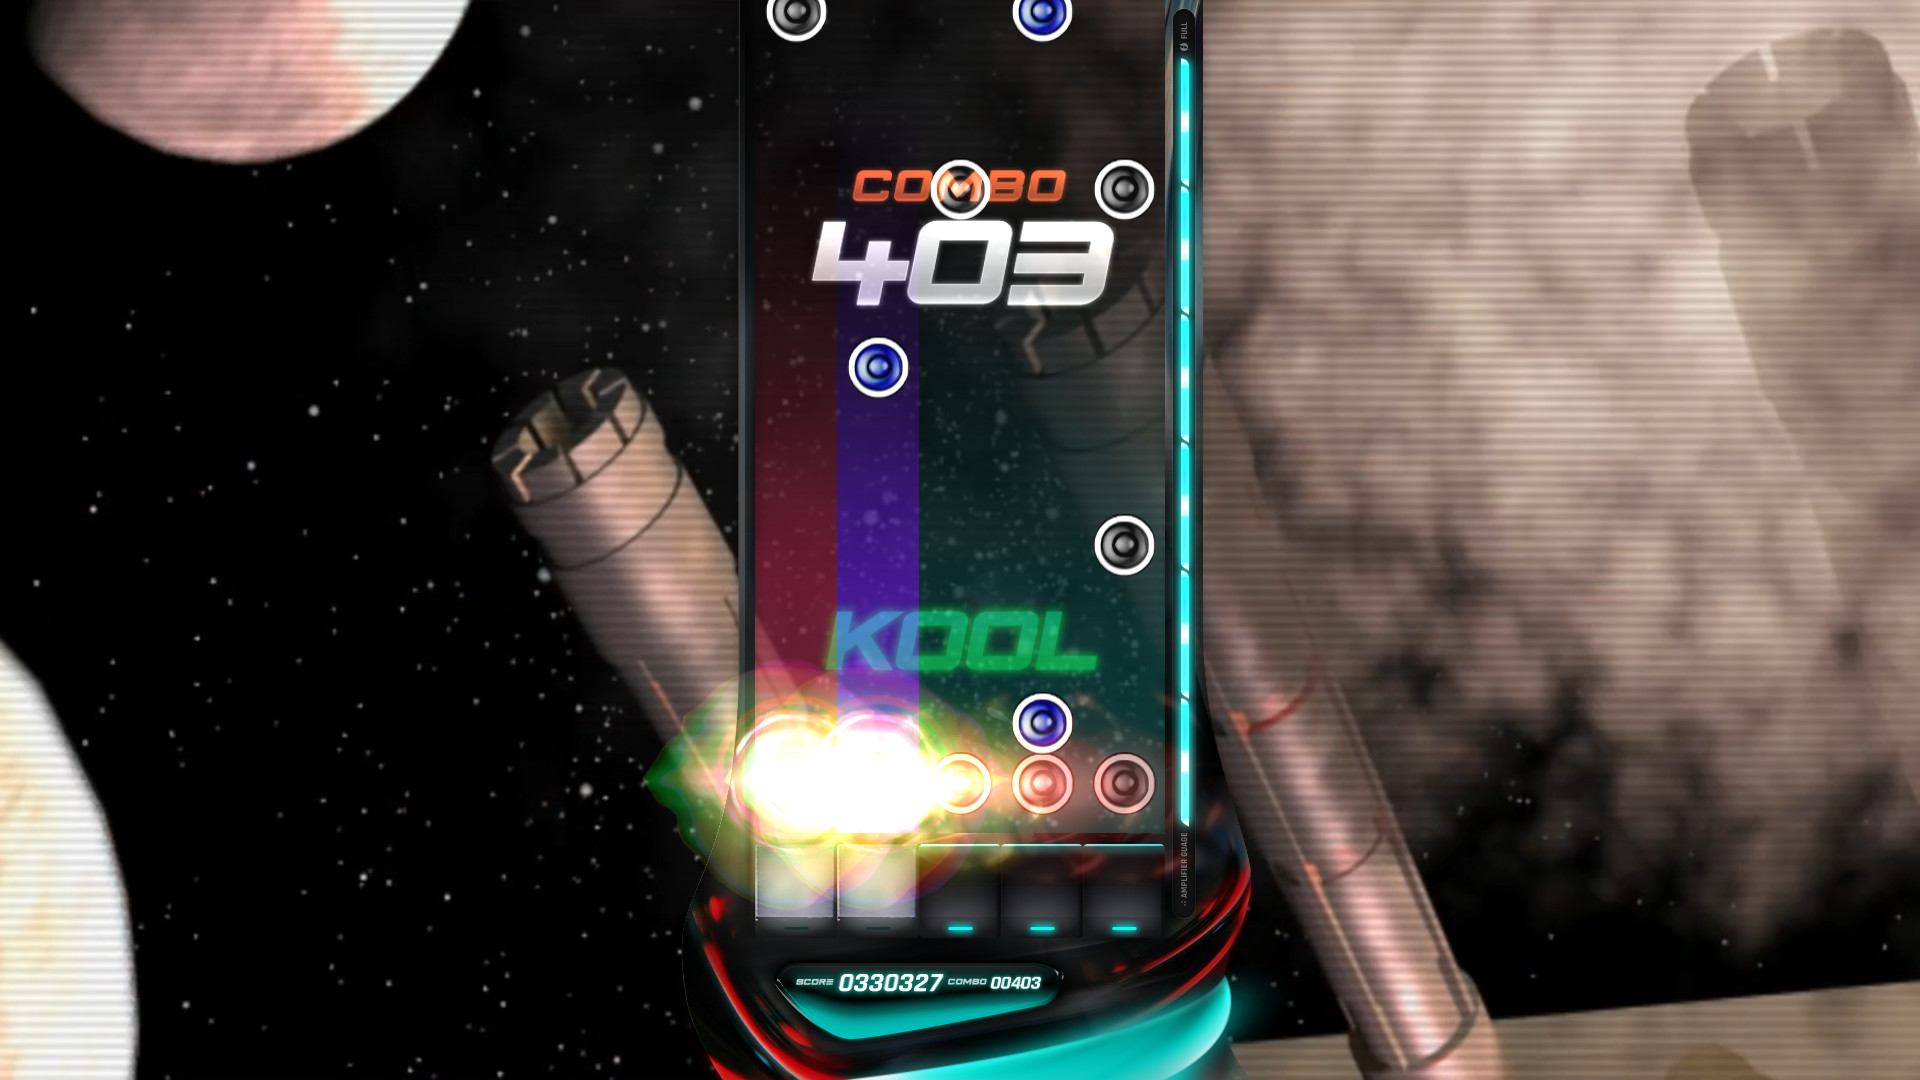 FULL
COMBO
403
KOOL
AMPLIFIER GUAGE
SCORE 0330327 COMBO 00403